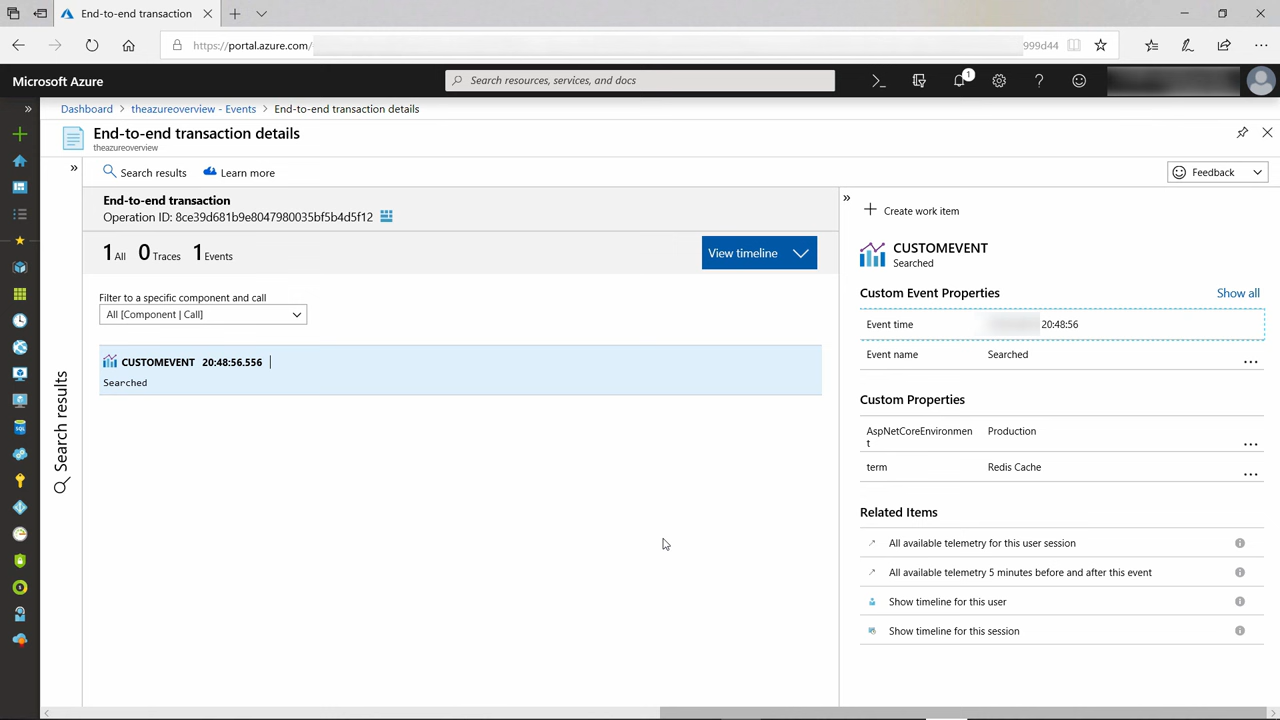 End-to-end transaction
https://portal.azure.com/
999d44
Microsoft Azure
Search resources, services, and docs
1
Dashboard > theazureoverview - Events > End-to-end transaction details
End-to-end transaction details
theazureoverview
Search results
Learn more
Feedback
Search results
End-to-end transaction
Operation ID: 8ce39d681b9e8047980035bf5b4d5f12
1 All 0 Traces 1 Events
View timeline
Filter to a specific component and call
All [Component | Call]
CUSTOMEVENT 20:48:56.556 |
Searched
Create work item
CUSTOMEVENT
Searched
Custom Event Properties
Show all
Event time 20:48:56
Event name Searched
...
Custom Properties
AspNetCoreEnvironmen
t
Production
...
term Redis Cache
...
Related Items
All available telemetry for this user session
All available telemetry 5 minutes before and after this event
Show timeline for this user
Show timeline for this session